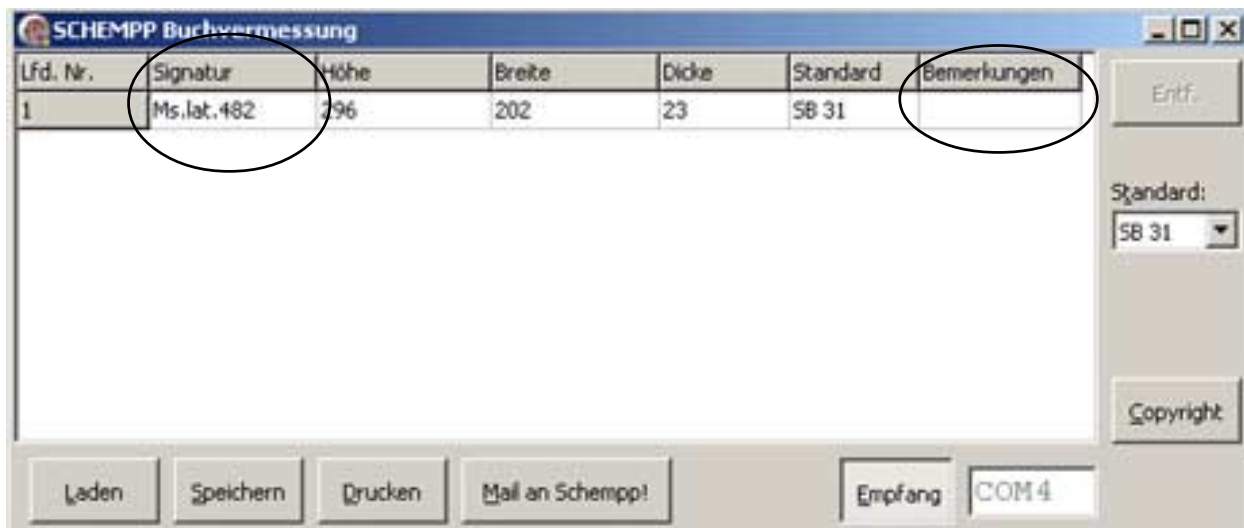 SCHEMPP Buchvermessung
Lfd. Nr. Signatur Höhe Breite Dicke Standard Bemerkungen
1 Ms.lat.482 296 202 23 SB 31
Entf.
Standard:
SB 31
Copyright
Laden Speichern Drucken Mail an Schempp! Empfang COM4